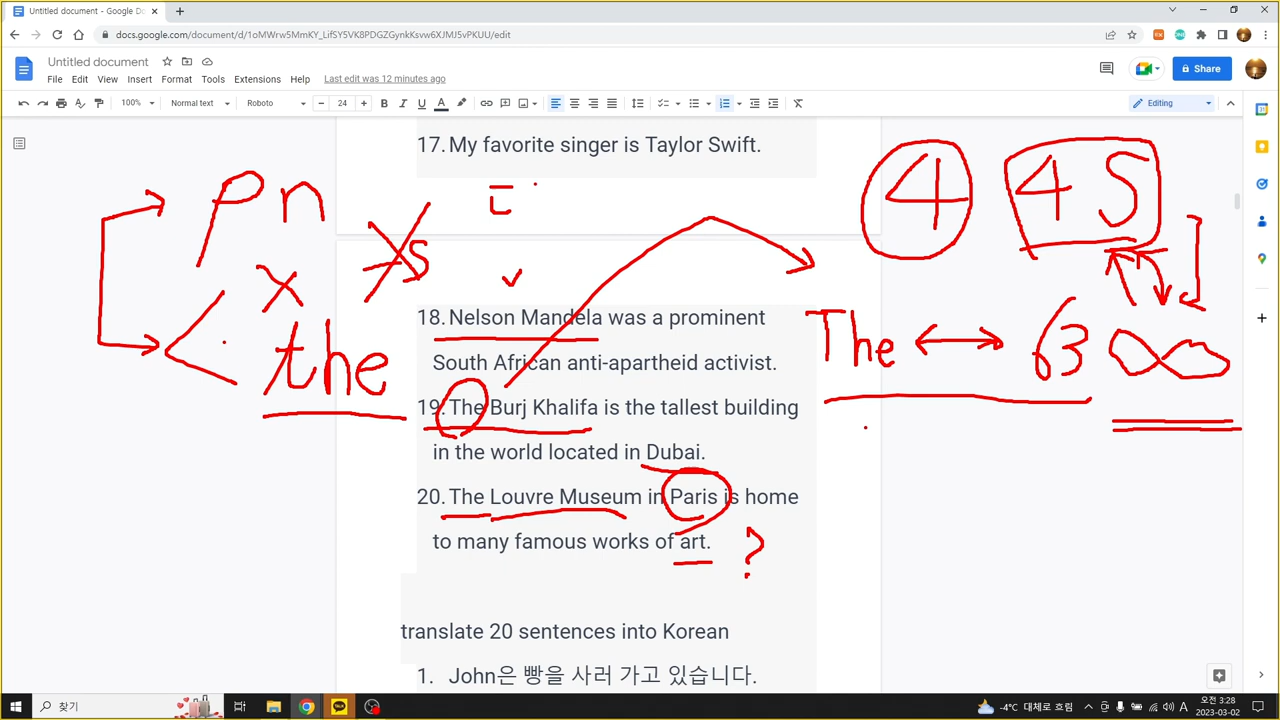 Untitled document - Google Do
docs.google.com/document/d/1oMWrw5MmKY_LifSY5VK8PDGZGynkKsvw6XJMJ5vPKUU/edit
Untitled document
File Edit View Insert Format Tools Extensions Help Last edit was 12 minutes ago
Share
100% Normal text Roboto 24 Editing
17. My favorite singer is Taylor Swift.
Pn
4 45
x s
18. Nelson Mandela was a prominent
South African anti-apartheid activist.
the
The 63
19. The Burj Khalifa is the tallest building
in the world located in Dubai.
20. The Louvre Museum in Paris is home
to many famous works of art. ?
translate 20 sentences into Korean
1. John은 빵을 사러 가고 있습니다.
찾기
-4°C 대체로 흐림
A
오전 3:28
2023-03-02